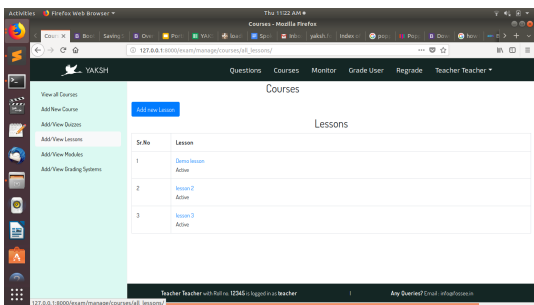 Activities Firefox Web Browser Thu 11:22 AM
Courses - Mozilla Firefox
127.0.0.1:8000/exam/manage/courses/all_lessons/
YAKSH Questions Courses Monitor Grade User Regrade Teacher Teacher
View all Courses
Add New Course
Add/View Quizzes
Add/View Lessons
Add/View Modules
Add/View Grading Systems
Courses
Add new Lesson
Lessons
Sr.No Lesson
1 Demo lesson
Active
2 lesson 2
Active
3 lesson 3
Active
Teacher Teacher with Roll no. 12345 is logged in as teacher | Any Queries? Email : info@fossee.in
127.0.0.1:8000/exam/manage/courses/all_lessons/